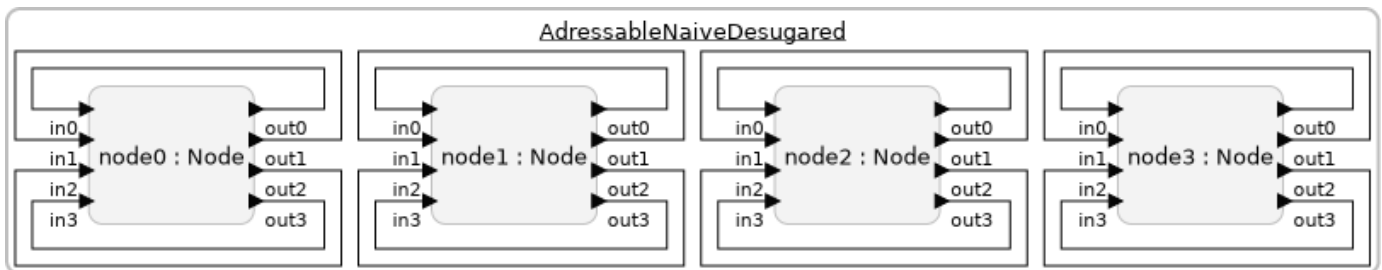 AdressableNaiveDesugared
in0 out0 in0 out0 in0 out0 in0 out0
in1 node0 : Node out1 in1 node1 : Node out1 in1 node2 : Node out1 in1 node3 : Node out1
in2 out2 in2 out2 in2 out2 in2 out2
in3 out3 in3 out3 in3 out3 in3 out3